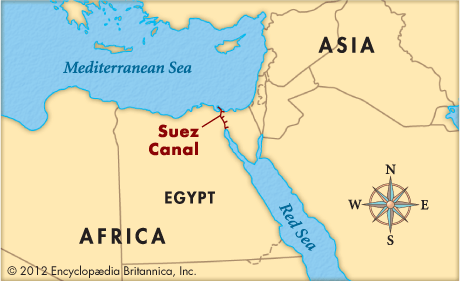 ASIA
Mediterranean Sea
Suez
Canal
EGYPT
Red Sea
N
W
E
S
AFRICA
© 2012 Encyclopædia Britannica, Inc.